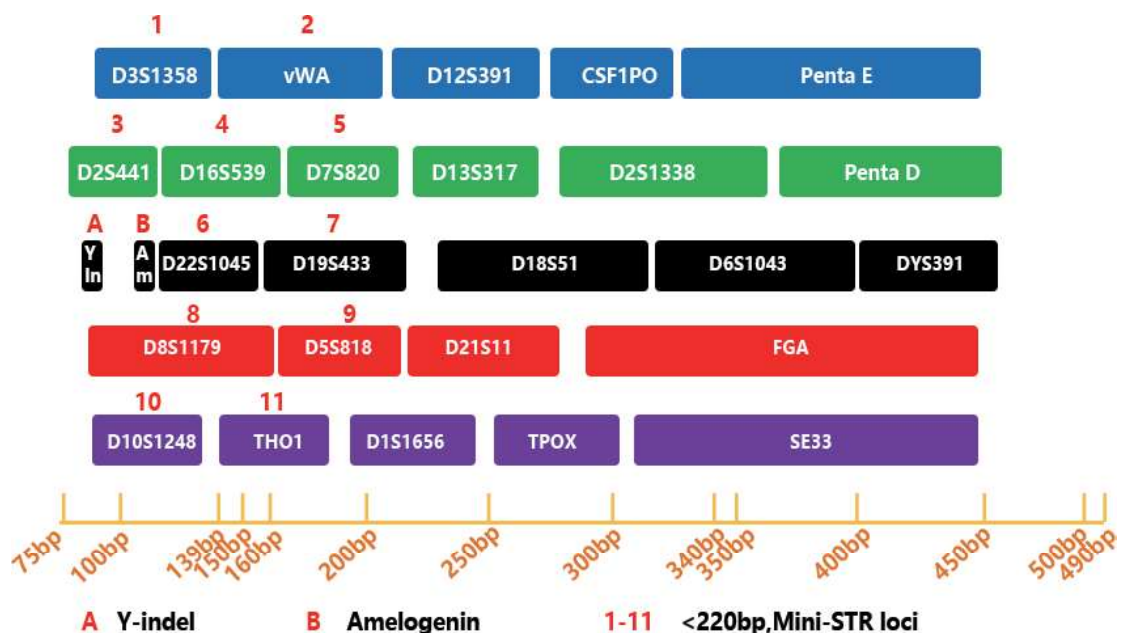 1 2
D3S1358 vWA D12S391 CSF1PO Penta E
3 4 5
D2S441 D16S539 D7S820 D13S317 D2S1338 Penta D
A B 6 7
Y In A m D22S1045 D19S433 D18S51 D6S1043 DYS391
8 9
D8S1179 D5S818 D21S11 FGA
10 11
D10S1248 THO1 D1S1656 TPOX SE33
75bp 100bp 139bp 150bp 160bp 200bp 250bp 300bp 340bp 350bp 400bp 450bp 500bp 490bp
A Y-indel B Amelogenin 1-11 <220bp,Mini-STR loci